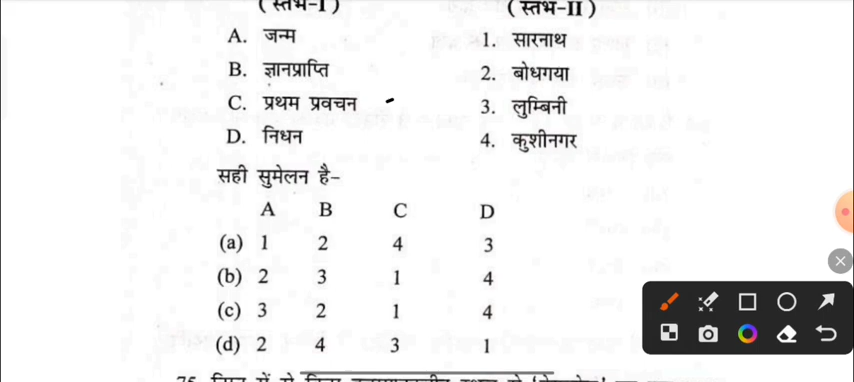 (स्तंभ-I) (स्तंभ-II)
A. जन्म 1. सारनाथ
B. ज्ञानप्राप्ति 2. बोधगया
C. प्रथम प्रवचन 3. लुम्बिनी
D. निधन 4. कुशीनगर
सही सुमेलन है-
A B C D
(a) 1 2 4 3
(b) 2 3 1 4
(c) 3 2 1 4
(d) 2 4 3 1